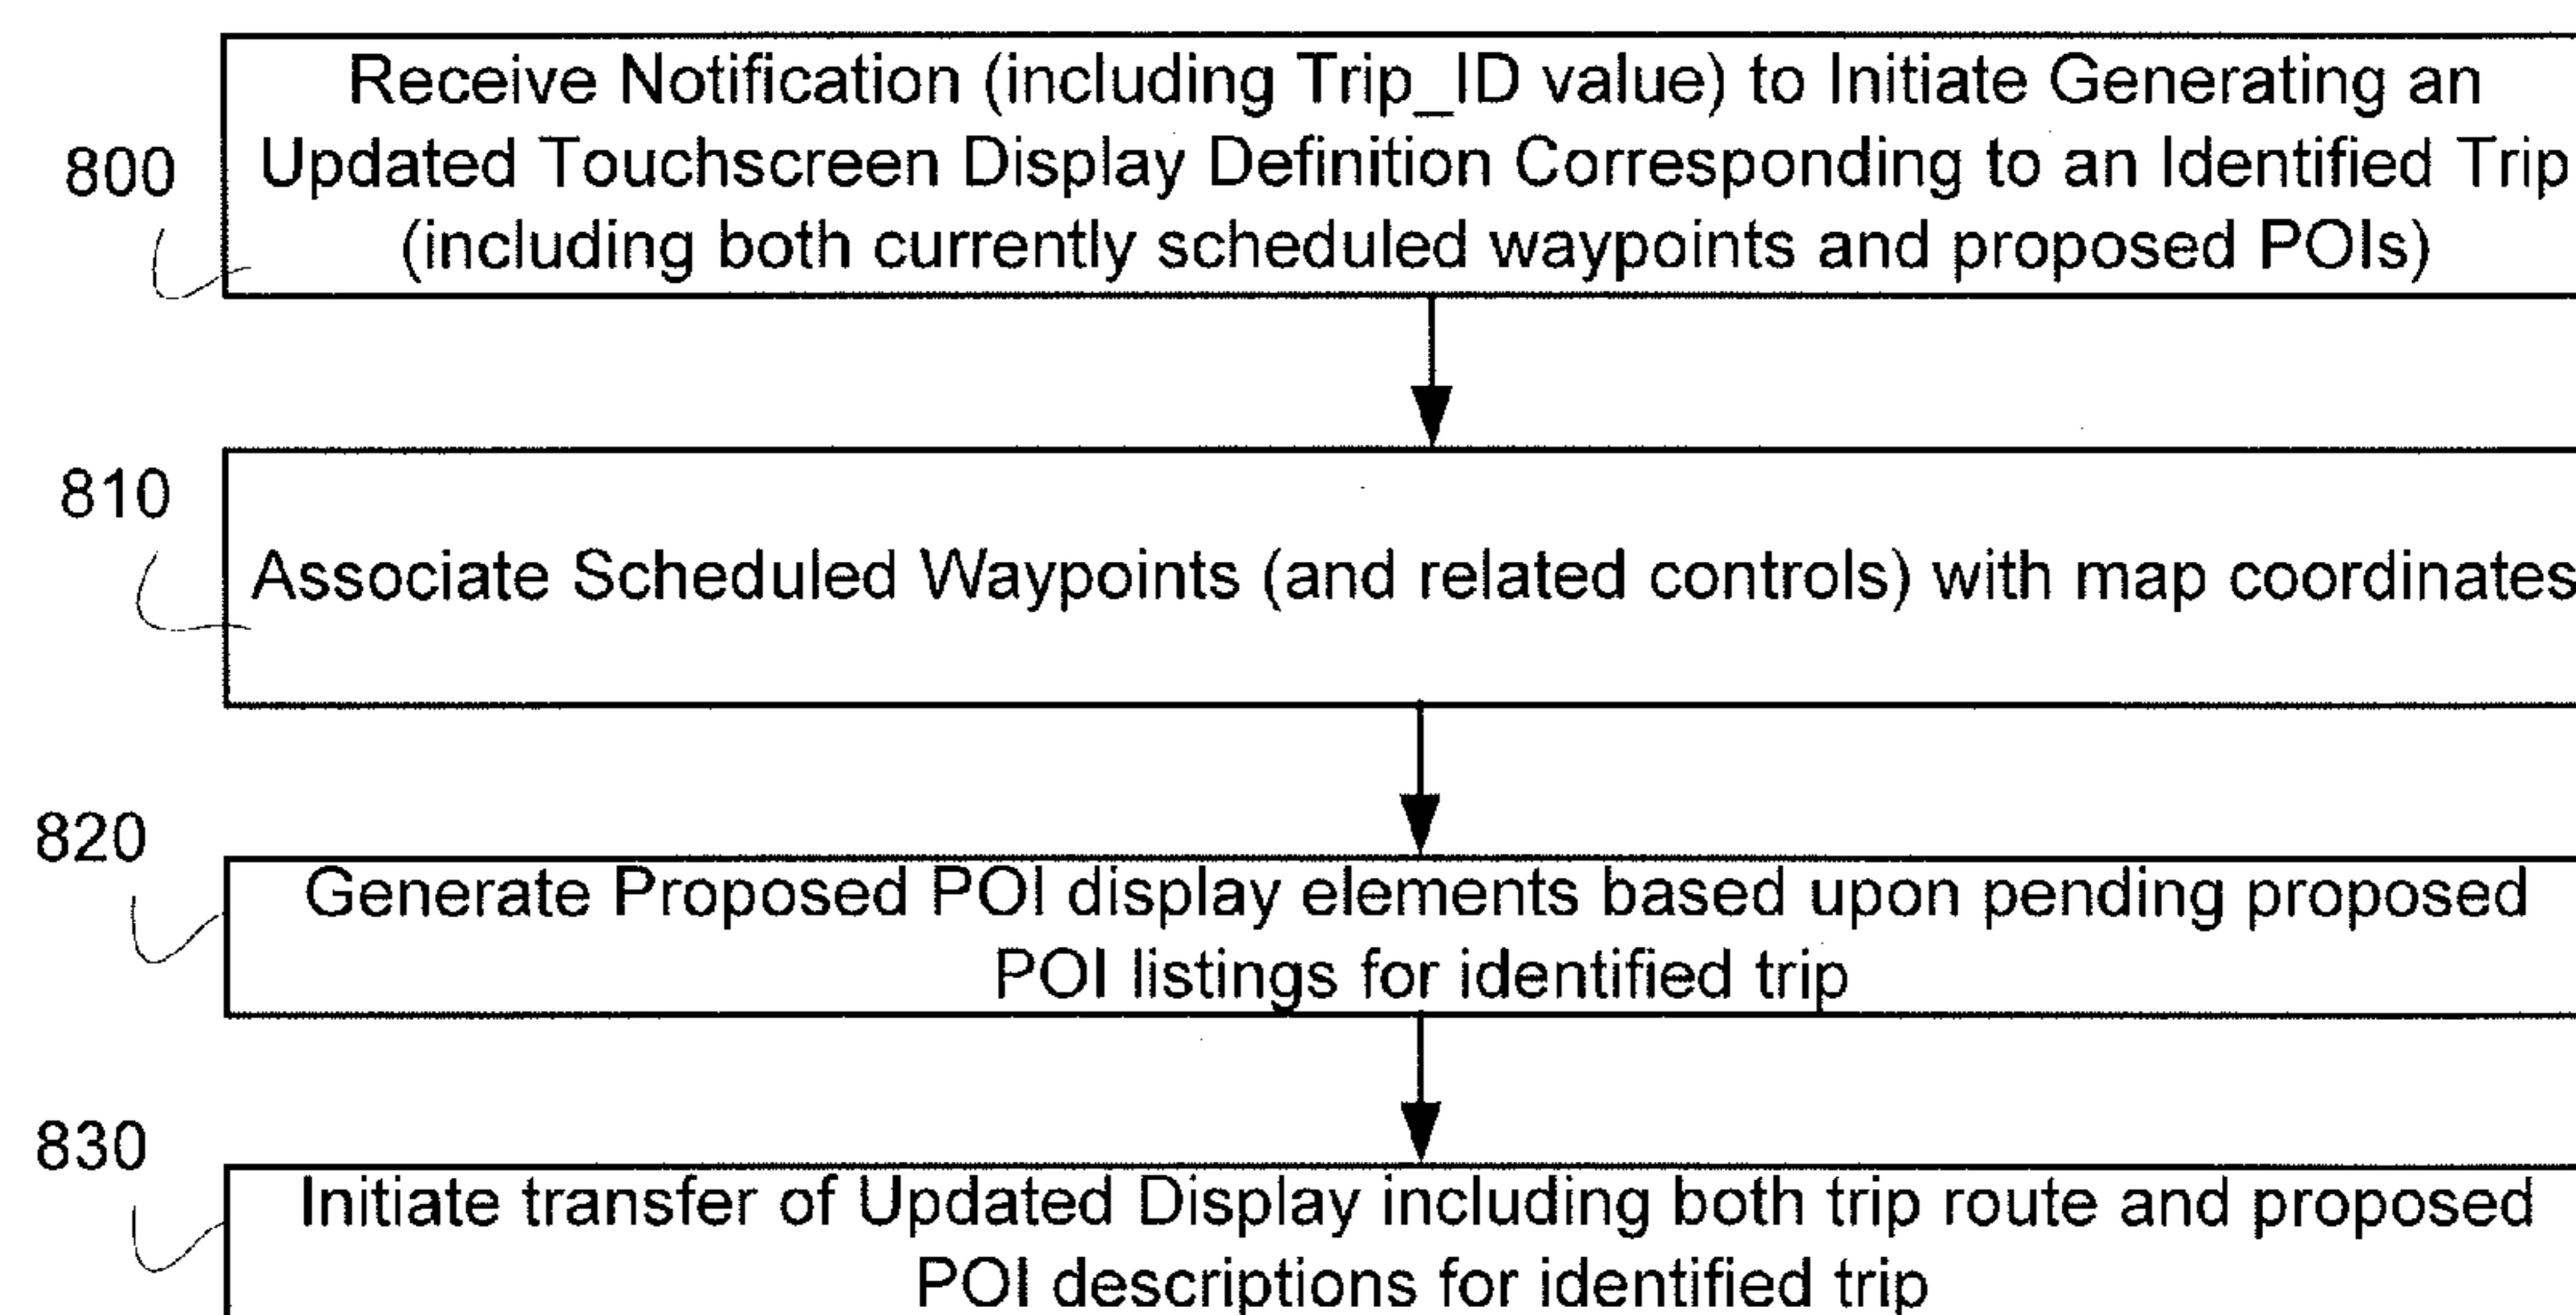 Receive Notification (including Trip_ID value) to Initiate Generating an
800
Updated Touchscreen Display Definition Corresponding to an Identified Trip
(including both currently scheduled waypoints and proposed POIs)
810
Associate Scheduled Waypoints (and related controls) with map coordinates
820
Generate Proposed POI display elements based upon pending proposed
POI listings for identified trip
830
Initiate transfer of Updated Display including both trip route and proposed
POI descriptions for identified trip